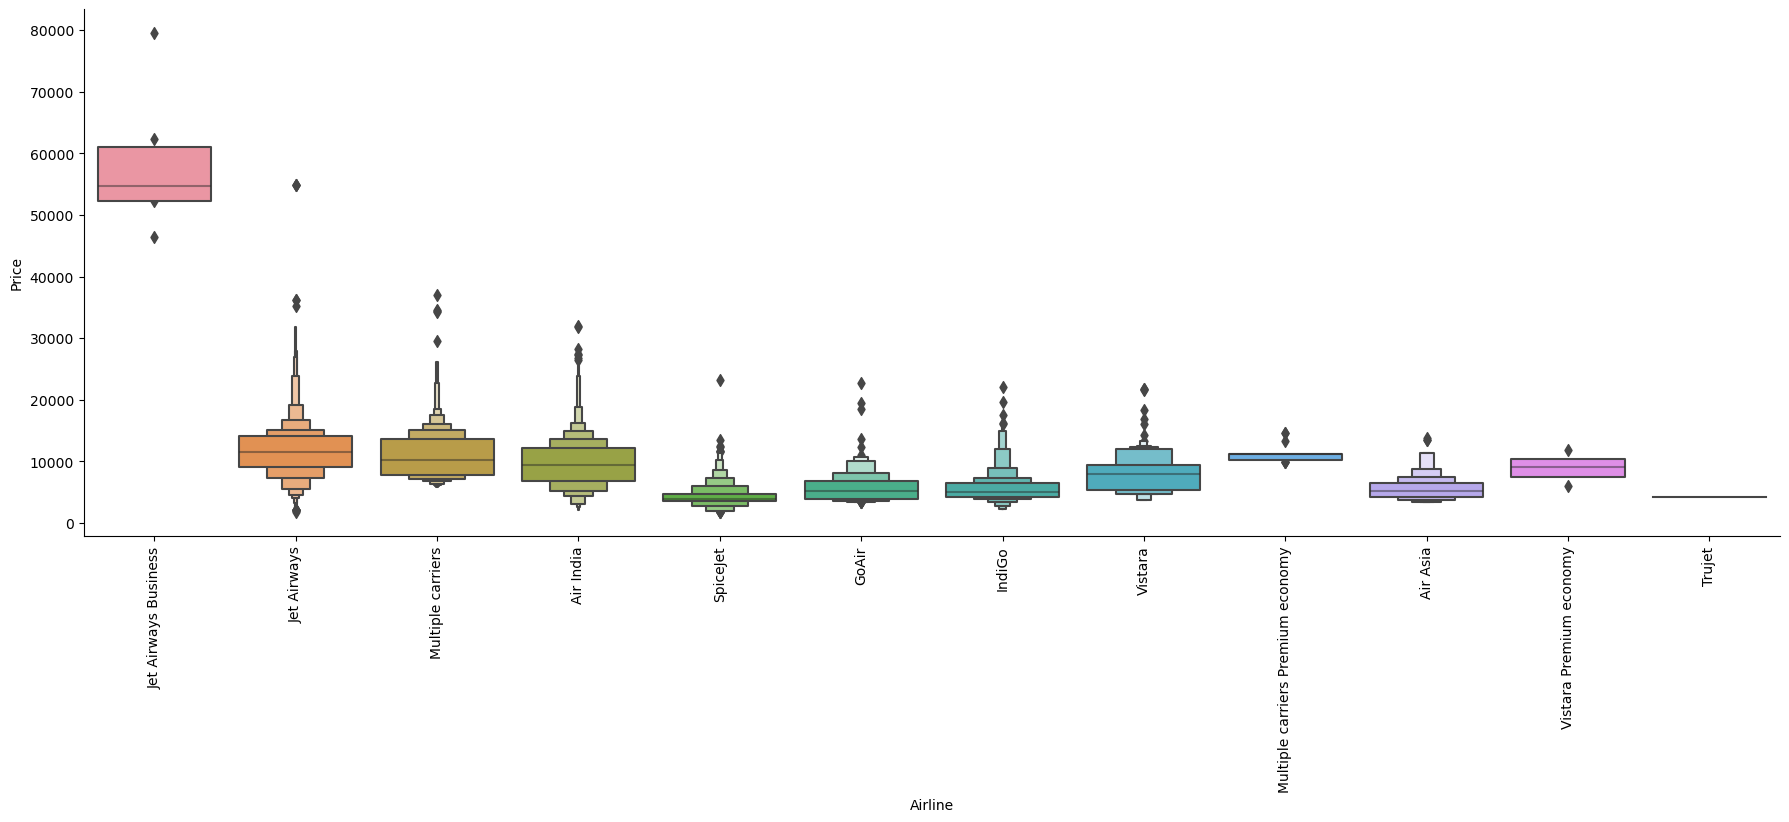 80000
70000
60000
50000
40000
30000
20000
10000
0
Price
Jet Airways Business
Jet Airways
Multiple carriers
Air India
SpiceJet
GoAir
IndiGo
Vistara
Multiple carriers Premium economy
Air Asia
Vistara Premium economy
Trujet
Airline